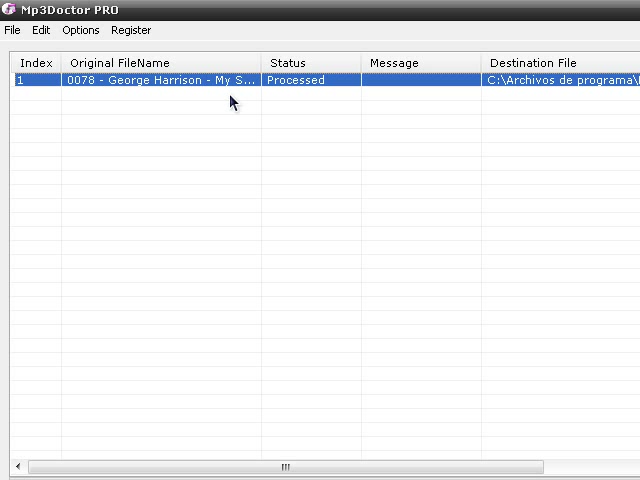 Mp3Doctor PRO
File Edit Options Register
Index Original FileName Status Message Destination File
1 0078 - George Harrison - My S... Processed C:\Archivos de programa\